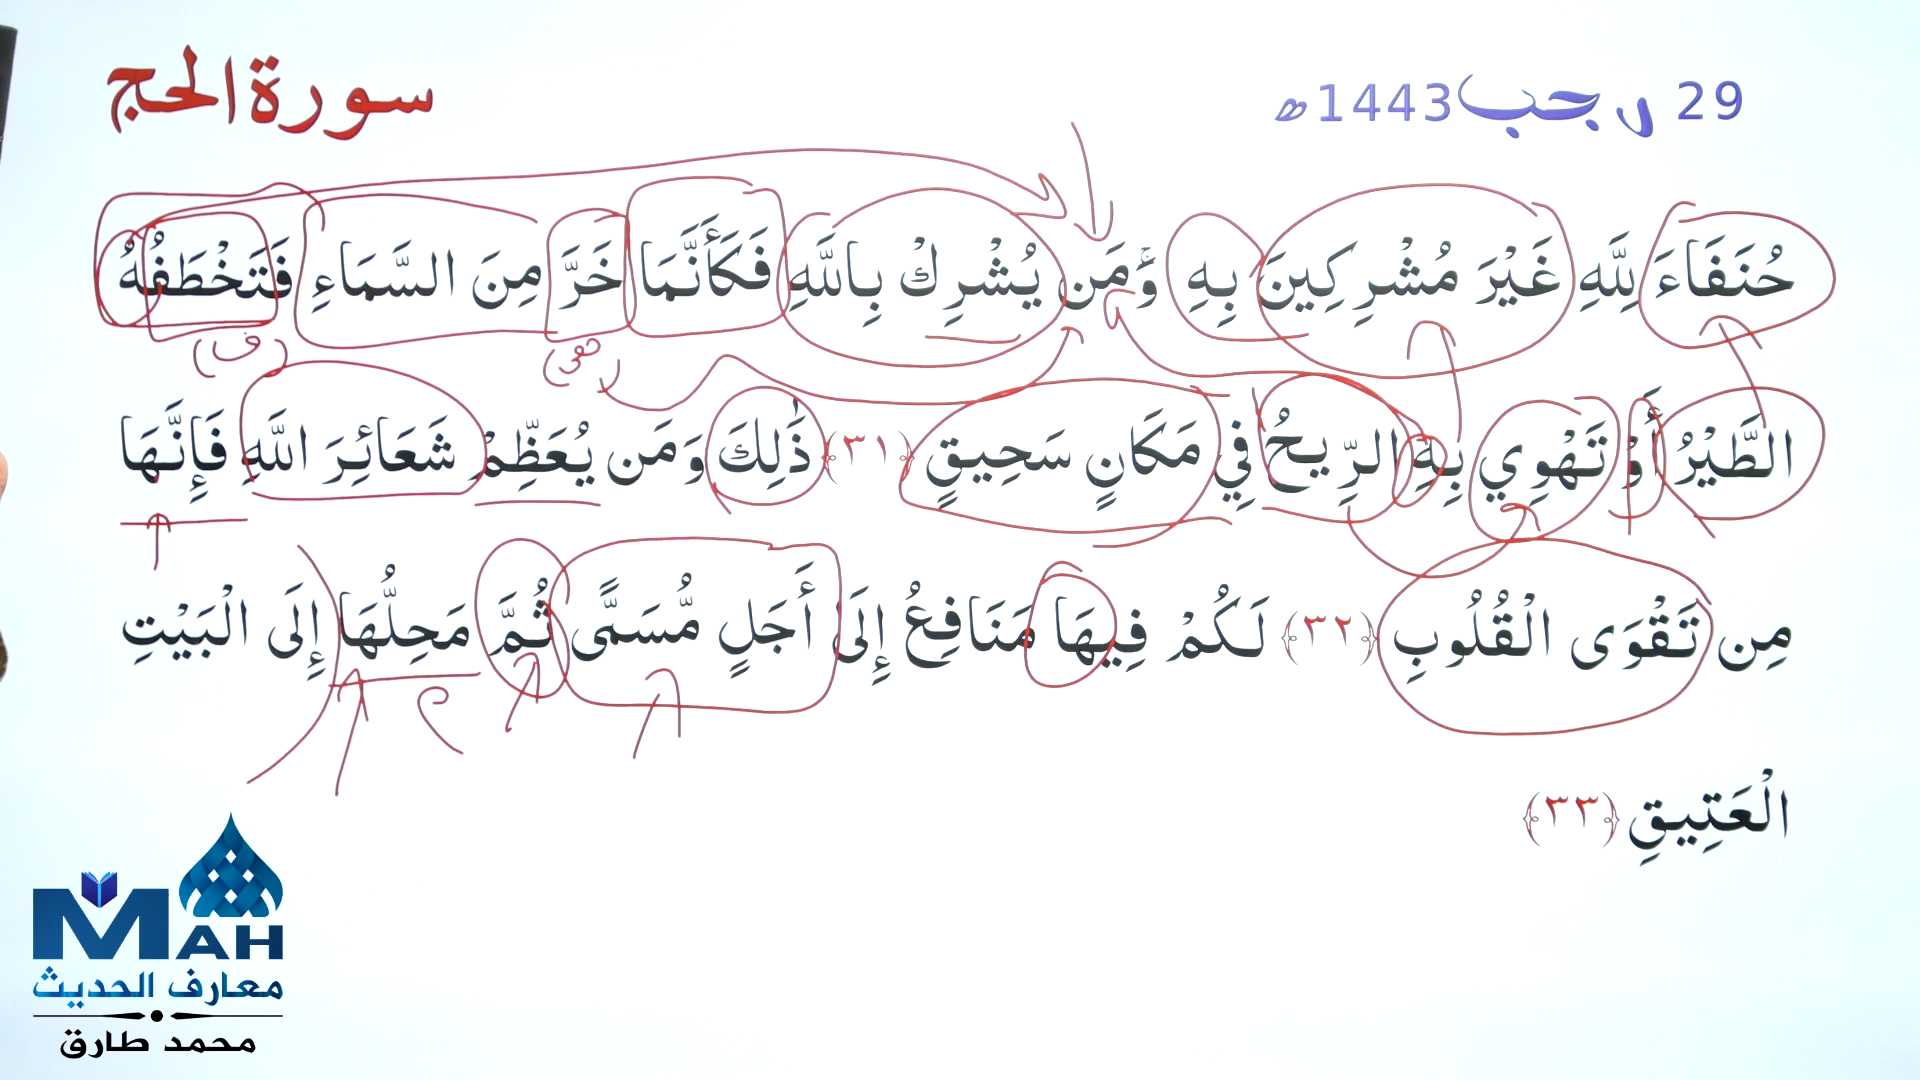 29 رجب 1443ھ
سورة الحج
حُنَفَاءَ لِلَّهِ غَيْرَ مُشْرِكِينَ بِهِ ۚ وَمَن يُشْرِكْ بِاللَّهِ فَكَأَنَّمَا خَرَّ مِنَ السَّمَاءِ فَتَخْطَفُهُ
الطَّيْرُ أَوْ تَهْوِي بِهِ الرِّيحُ فِي مَكَانٍ سَحِيقٍ ﴿٣١﴾ ذَٰلِكَ وَمَن يُعَظِّمْ شَعَائِرَ اللَّهِ فَإِنَّهَا
مِن تَقْوَى الْقُلُوبِ ﴿٣٢﴾ لَكُمْ فِيهَا مَنَافِعُ إِلَى أَجَلٍ مُّسَمًّى ثُمَّ مَحِلُّهَا إِلَى الْبَيْتِ
الْعَتِيقِ ﴿٣٣﴾
MAH
معارف الحديث
محمد طارق